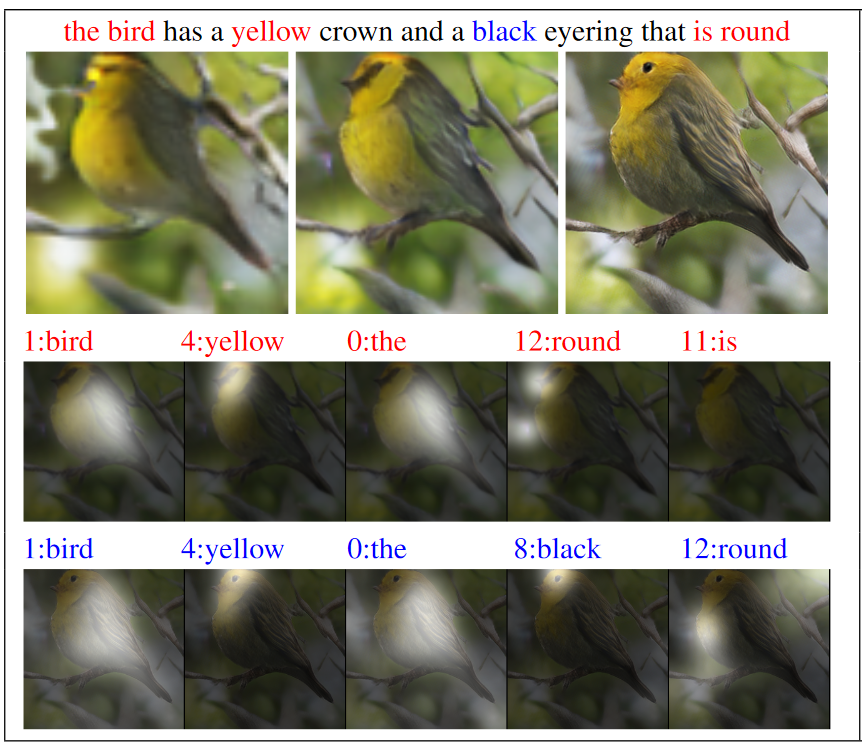 the bird has a yellow crown and a black eyering that is round
1:bird 4:yellow 0:the 12:round 11:is
1:bird 4:yellow 0:the 8:black 12:round